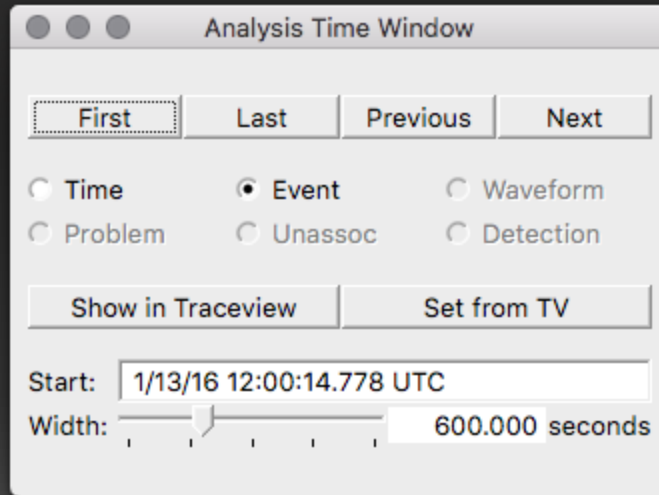 Analysis Time Window
First Last Previous Next
Time Event Waveform
Problem Unassoc Detection
Show in Traceview Set from TV
Start: 1/13/16 12:00:14.778 UTC
Width: 600.000 seconds